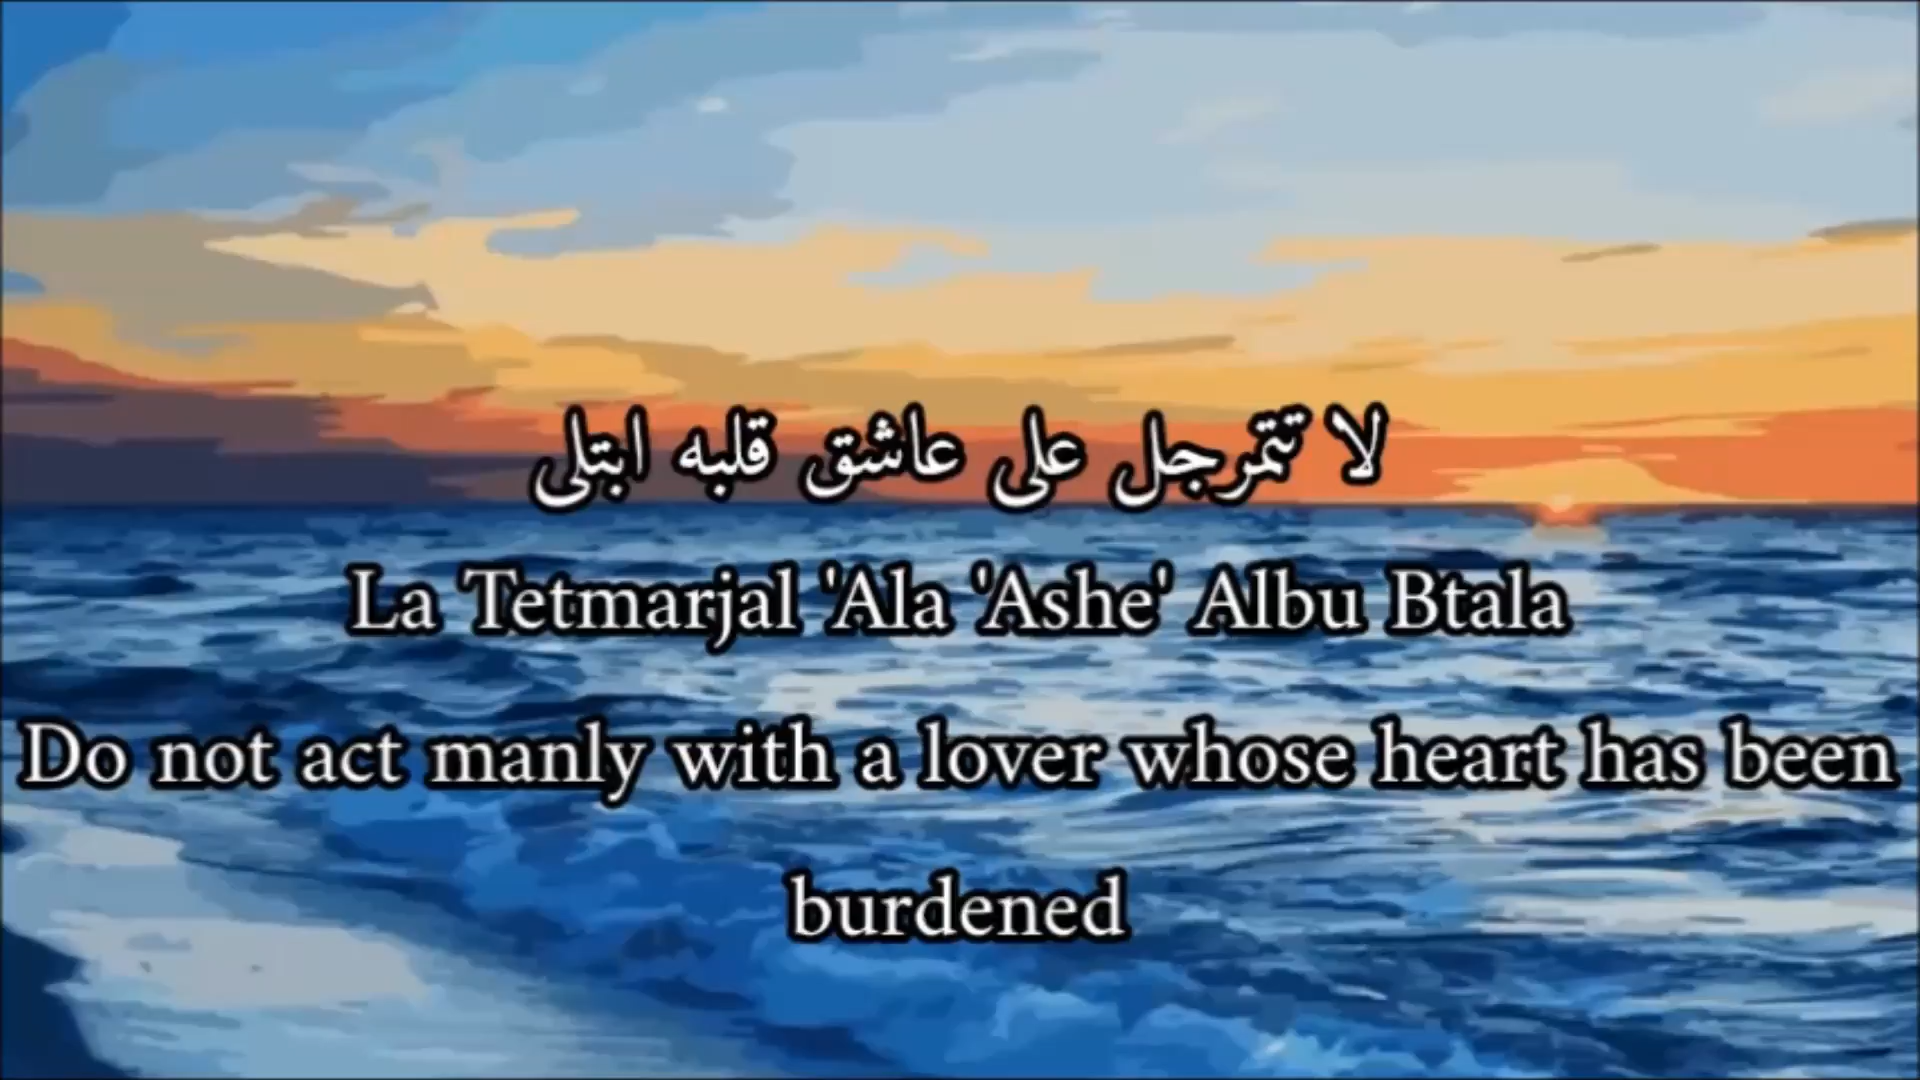 لا تتمرجل على عاشق قلبه ابتلى
La Tetmarjal 'Ala 'Ashe' Albu Btala
Do not act manly with a lover whose heart has been
burdened